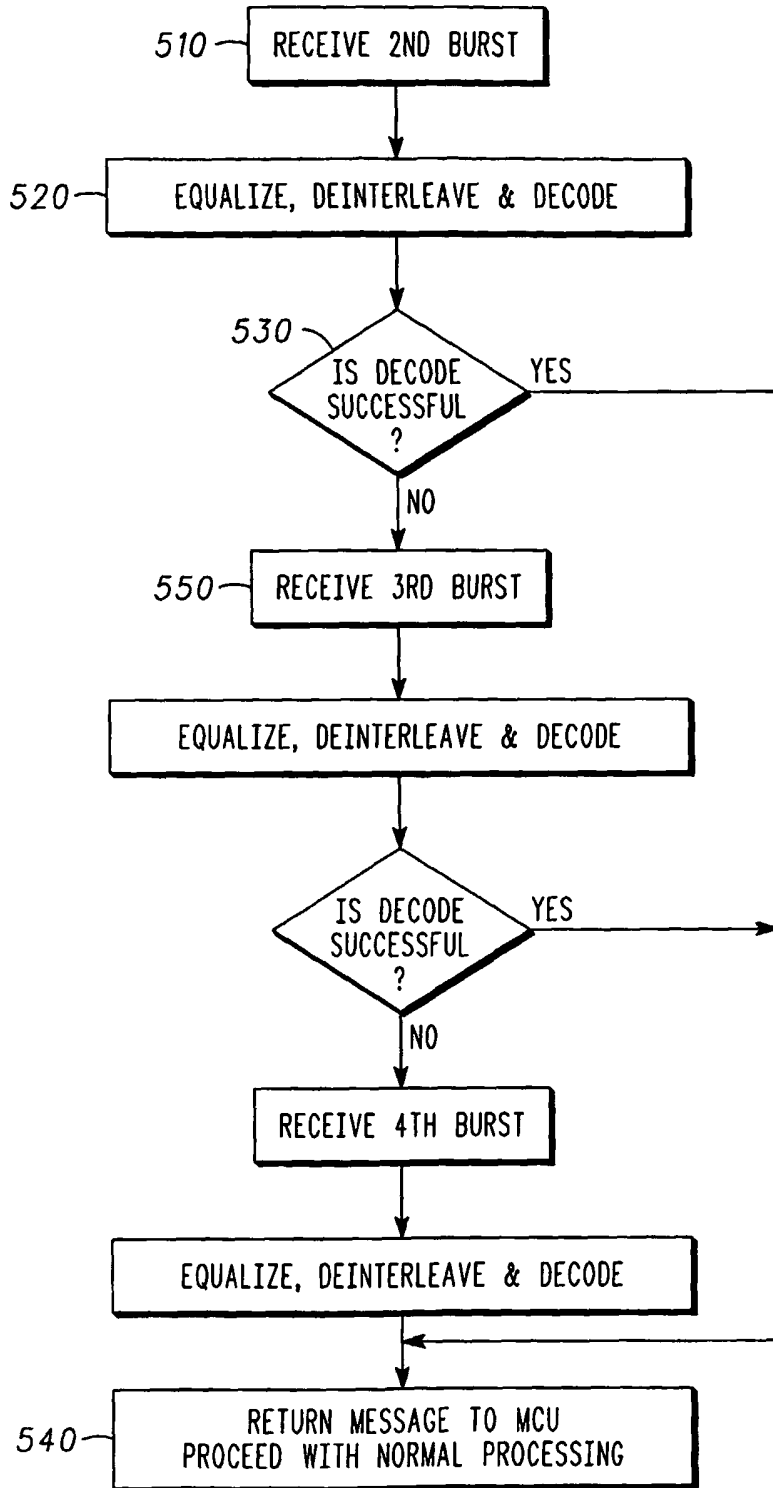 510
RECEIVE 2ND BURST
520
EQUALIZE, DEINTERLEAVE & DECODE
530
IS DECODE
SUCCESSFUL
?
YES
NO
550
RECEIVE 3RD BURST
EQUALIZE, DEINTERLEAVE & DECODE
IS DECODE
SUCCESSFUL
?
YES
NO
RECEIVE 4TH BURST
EQUALIZE, DEINTERLEAVE & DECODE
540
RETURN MESSAGE TO MCU
PROCEED WITH NORMAL PROCESSING